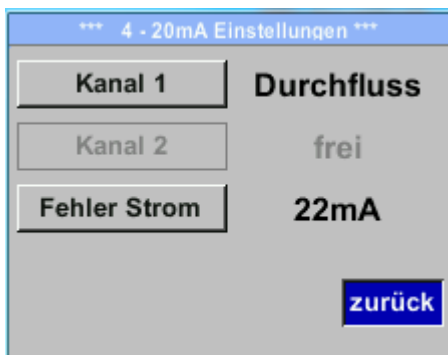 *** 4 - 20mA Einstellungen ***
Kanal 1 Durchfluss
Kanal 2 frei
Fehler Strom 22mA
zurück